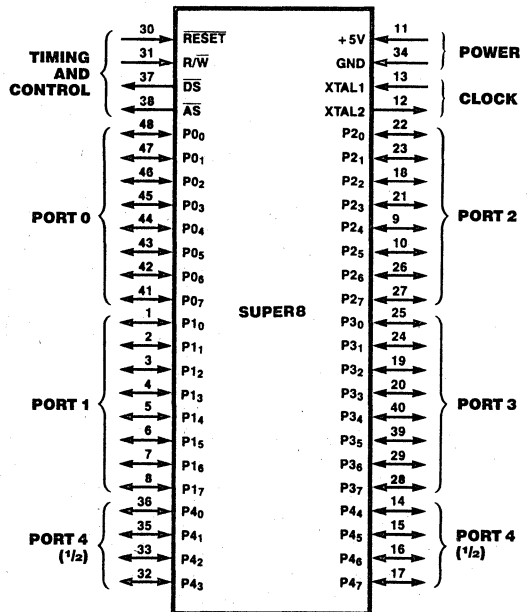 TIMING
AND
CONTROL
30 RESET
31 R/W
37 DS
38 AS
PORT 0
48 P0₀
47 P0₁
46 P0₂
45 P0₃
44 P0₄
43 P0₅
42 P0₆
41 P0₇
PORT 1
1 P1₀
2 P1₁
3 P1₂
4 P1₃
5 P1₄
6 P1₅
7 P1₆
8 P1₇
PORT 4
(1/2)
36 P4₀
35 P4₁
33 P4₂
32 P4₃
SUPER8
+5V 11
GND 34
POWER
XTAL1 13
XTAL2 12
CLOCK
P2₀ 22
P2₁ 23
P2₂ 18
P2₃ 21
P2₄ 9
P2₅ 10
P2₆ 26
P2₇ 27
PORT 2
P3₀ 25
P3₁ 24
P3₂ 19
P3₃ 20
P3₄ 40
P3₅ 39
P3₆ 29
P3₇ 28
PORT 3
P4₄ 14
P4₅ 15
P4₆ 16
P4₇ 17
PORT 4
(1/2)